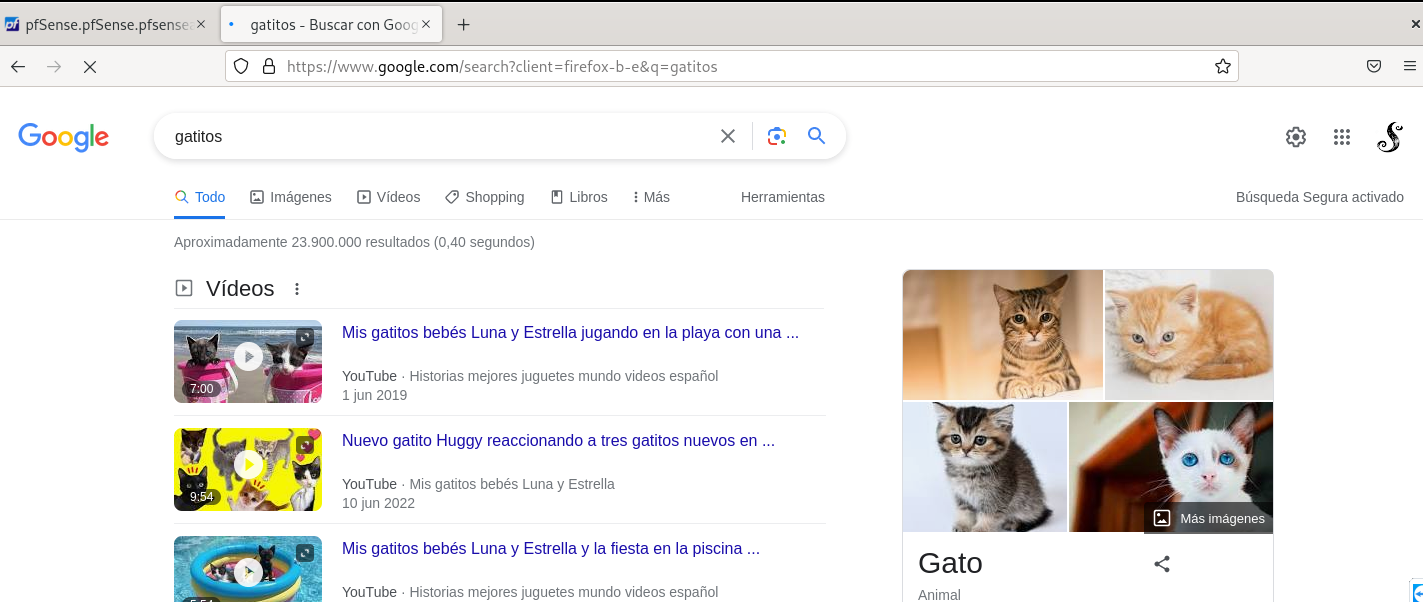 pfSense.pfSense.pfsensea
gatitos - Buscar con Goog
https://www.google.com/search?client=firefox-b-e&q=gatitos
Google
gatitos
Todo
Imágenes
Vídeos
Shopping
Libros
Más
Herramientas
Búsqueda Segura activado
Aproximadamente 23.900.000 resultados (0,40 segundos)
Vídeos
Mis gatitos bebés Luna y Estrella jugando en la playa con una ...
7:00
YouTube · Historias mejores juguetes mundo videos español
1 jun 2019
Nuevo gatito Huggy reaccionando a tres gatitos nuevos en ...
9:54
YouTube · Mis gatitos bebés Luna y Estrella
10 jun 2022
Mis gatitos bebés Luna y Estrella y la fiesta en la piscina ...
YouTube · Historias mejores juguetes mundo videos español
Más imágenes
Gato
Animal